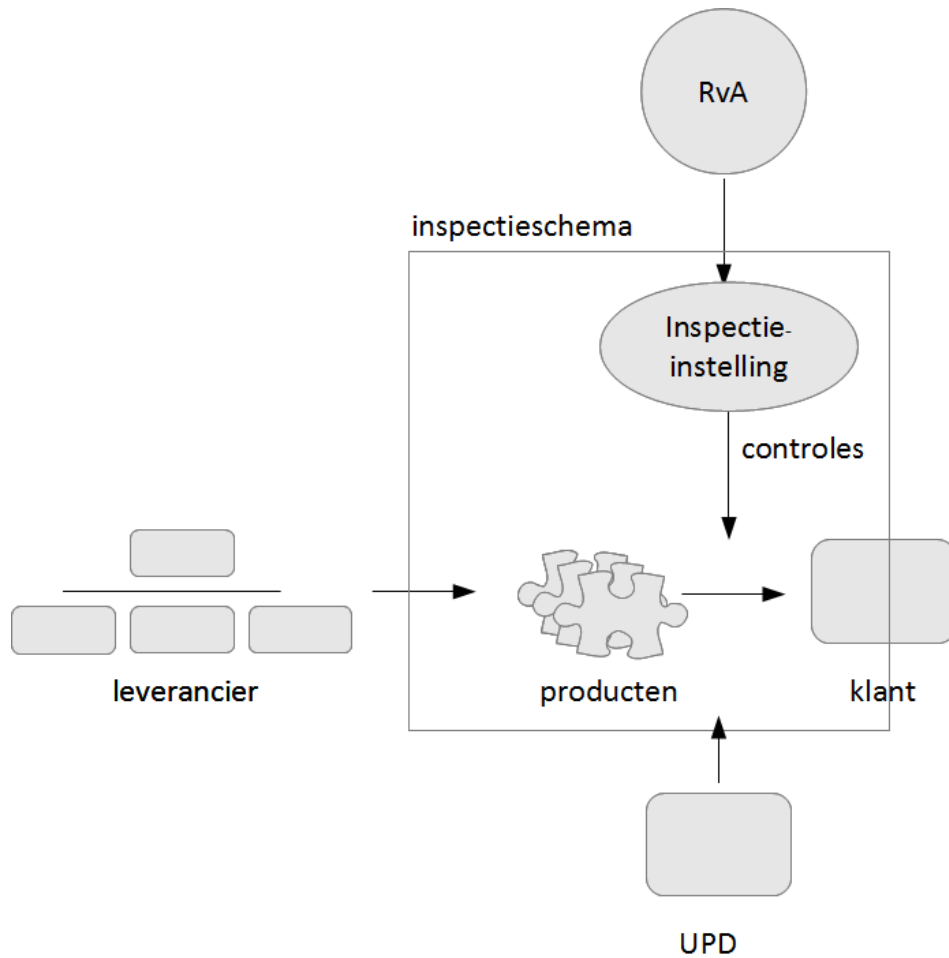 RvA
inspectieschema
Inspectie-
instelling
controles
leverancier
producten
klant
UPD